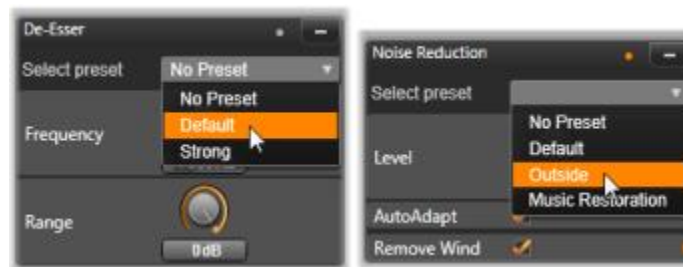 De-Esser
Select preset No Preset
No Preset
Default
Strong
Frequency
Range
0dB
Noise Reduction
Select preset
No Preset
Default
Outside
Music Restoration
Level
AutoAdapt
Remove Wind